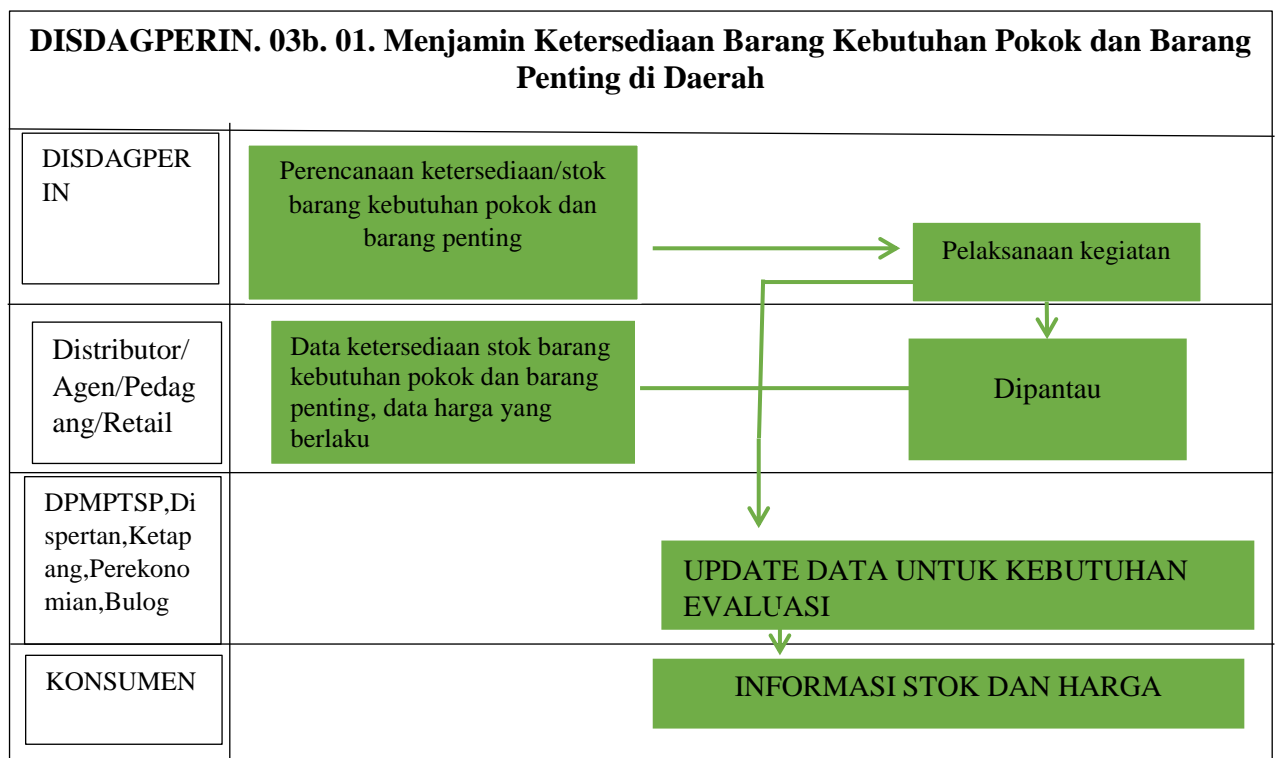 DISDAGPERIN. 03b. 01. Menjamin Ketersediaan Barang Kebutuhan Pokok dan Barang
Penting di Daerah
DISDAGPER
IN
Perencanaan ketersediaan/stok
barang kebutuhan pokok dan
barang penting
Pelaksanaan kegiatan
Distributor/
Agen/Pedag
ang/Retail
Data ketersediaan stok barang
kebutuhan pokok dan barang
penting, data harga yang
berlaku
Dipantau
DPMPTSP,Di
spertan,Ketap
ang,Perekono
mian,Bulog
UPDATE DATA UNTUK KEBUTUHAN
EVALUASI
KONSUMEN
INFORMASI STOK DAN HARGA